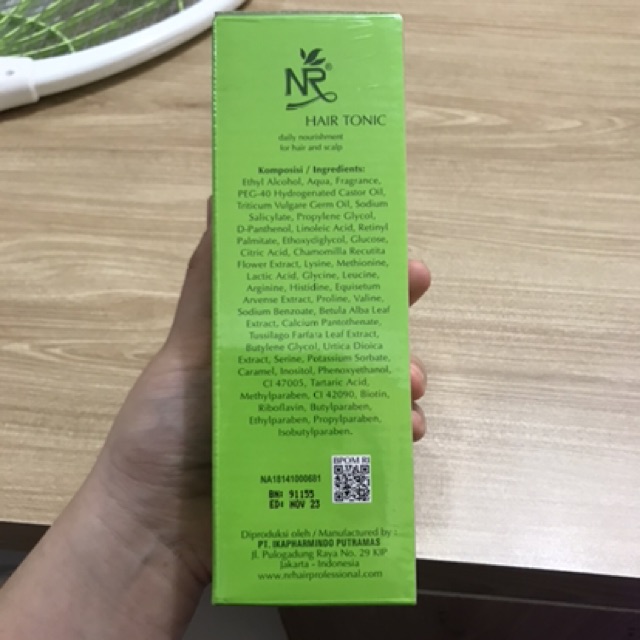 NR®
HAIR TONIC
daily nourishment
for hair and scalp
Komposisi / Ingredients:
Ethyl Alcohol, Aqua, Fragrance,
PEG-40 Hydrogenated Castor Oil,
Triticum Vulgare Germ Oil, Sodium
Salicylate, Propylene Glycol,
D-Panthenol, Linoleic Acid, Retinyl
Palmitate, Ethoxydiglycol, Glucose,
Citric Acid, Chamomilla Recutita
Flower Extract, Lysine, Methionine,
Lactic Acid, Glycine, Leucine,
Arginine, Histidine, Equisetum
Arvense Extract, Proline, Valine,
Sodium Benzoate, Betula Alba Leaf
Extract, Calcium Pantothenate,
Tussilago Farfara Leaf Extract,
Butylene Glycol, Urtica Dioica
Extract, Serine, Potassium Sorbate,
Caramel, Inositol, Phenoxyethanol,
CI 47005, Tartaric Acid,
Methylparaben, CI 42090, Biotin,
Riboflavin, Butylparaben,
Ethylparaben, Propylparaben,
Isobutylparaben.
BPOM RI
NA18141000601
BN: 91155
ED: NOV 23
Diproduksi oleh / Manufactured by :
PT. IKAPHARMINDO PUTRAMAS
Jl. Pulogadung Raya No. 29 KIP
Jakarta - Indonesia
www.nrhairprofessional.com